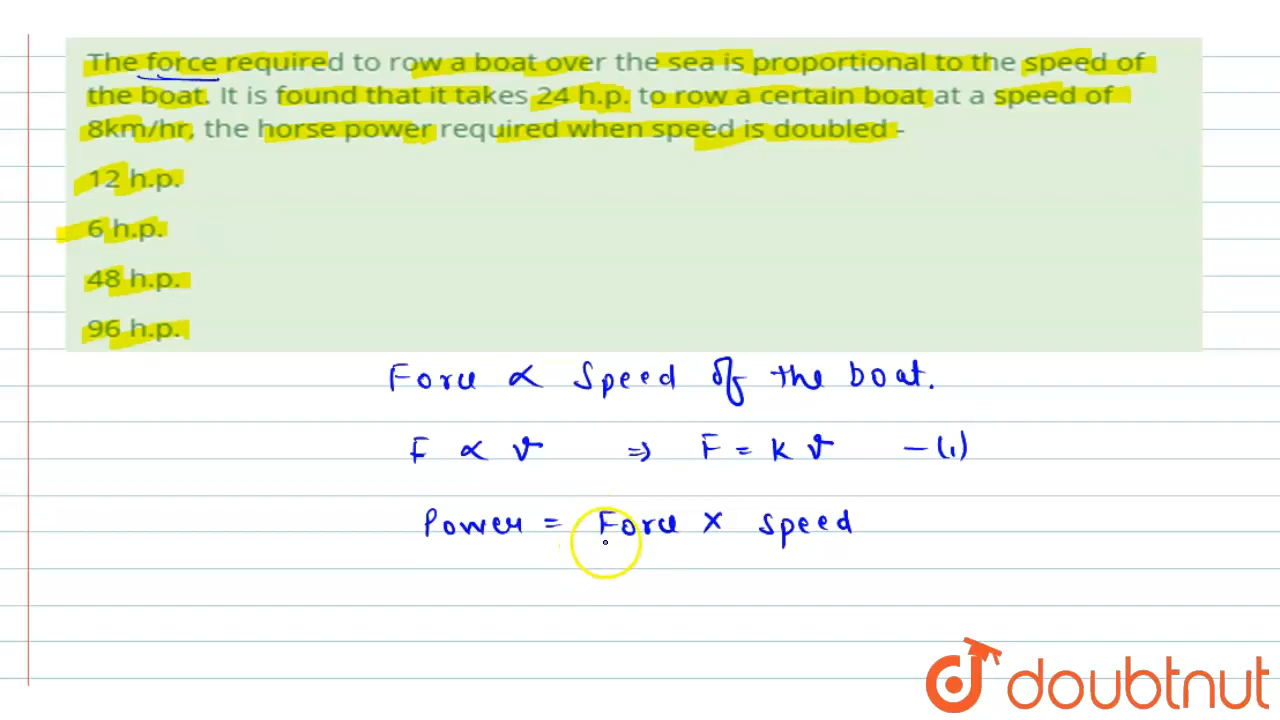 The force required to row a boat over the sea is proportional to the speed of
the boat. It is found that it takes 24 h.p. to row a certain boat at a speed of
8km/hr, the horse power required when speed is doubled -
12 h.p.
6 h.p.
48 h.p.
96 h.p.
Force ∝ Speed of the boat.
F ∝ v ⇒ F = K v —(1)
Power = Force × speed
doubtnut